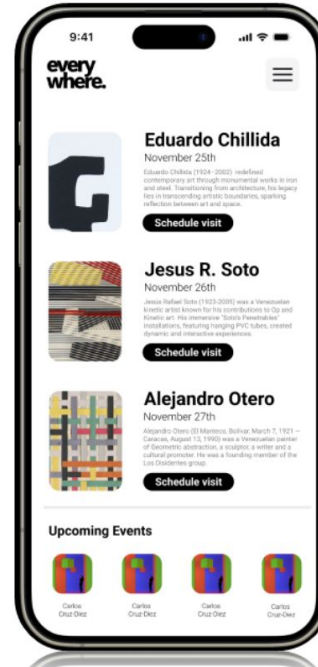 9:41
every
where.
Eduardo Chillida
November 25th
Eduardo Chillida (1924-2002) redefined
contemporary art through monumental works in iron
and steel. Transitioning from architecture, his legacy
lies in transcending artistic boundaries, sparking
reflection between art and space.
Schedule visit
Jesus R. Soto
November 26th
Jesús Rafael Soto (1923-2005) was a Venezuelan
kinetic artist known for his contributions to Op and
Kinetic art. His immersive "Soto's Penetrables"
installations, featuring hanging PVC tubes, created
dynamic and interactive experiences.
Schedule visit
Alejandro Otero
November 27th
Alejandro Otero (El Manteco, Bolívar, March 7, 1921 –
Caracas, August 13, 1990) was a Venezuelan painter
of Geometric abstraction, a sculptor, a writer and a
cultural promoter. He was a founding member of the
Los Disidentes group.
Schedule visit
Upcoming Events
Carlos
Cruz-Diez
Carlos
Cruz-Diez
Carlos
Cruz-Diez
Carlos
Cruz-Diez